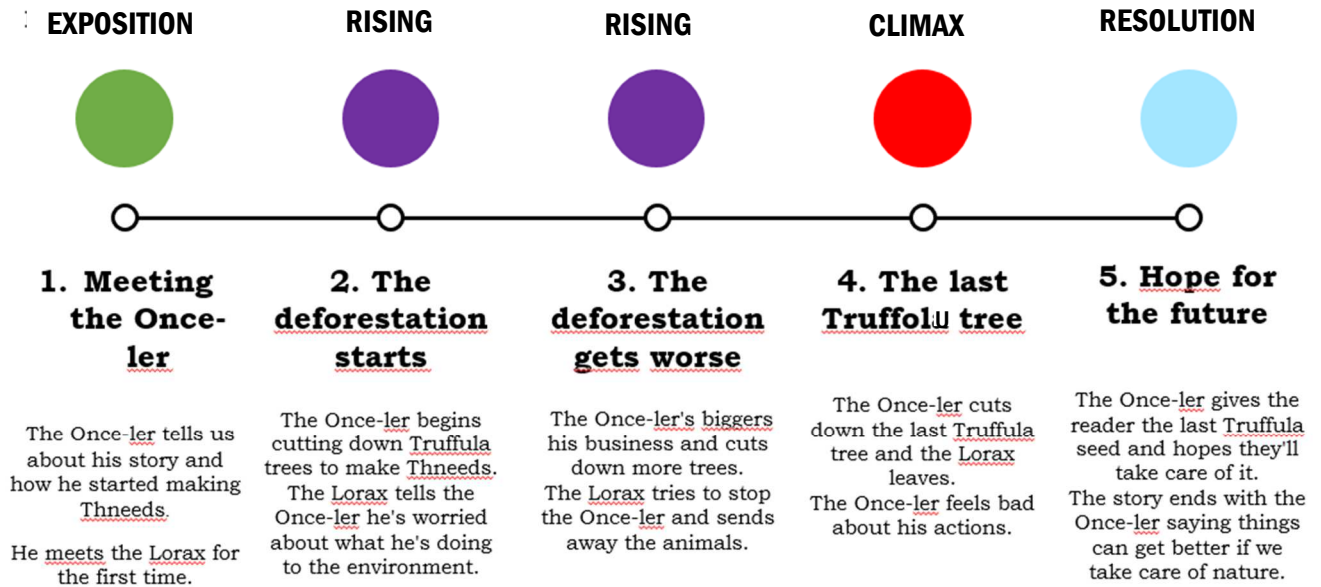 EXPOSITION
RISING
RISING
CLIMAX
RESOLUTION
1. Meeting
the Once-
ler
The Once-ler tells us
about his story and
how he started making
Thneeds.
He meets the Lorax for
the first time.
2. The
deforestation
starts
The Once-ler begins
cutting down Truffula
trees to make Thneeds.
The Lorax tells the
Once-ler he's worried
about what he's doing
to the environment.
3. The
deforestation
gets worse
The Once-ler's biggers
his business and cuts
down more trees.
The Lorax tries to stop
the Once-ler and sends
away the animals.
4. The last
tree
The Once-ler cuts
down the last Truffula
tree and the Lorax
leaves.
The Once-ler feels bad
about his actions.
5. Hope for
the future
The Once-ler gives the
reader the last Truffula
seed and hopes they'll
take care of it.
The story ends with the
Once-ler saying things
can get better if we
take care of nature.